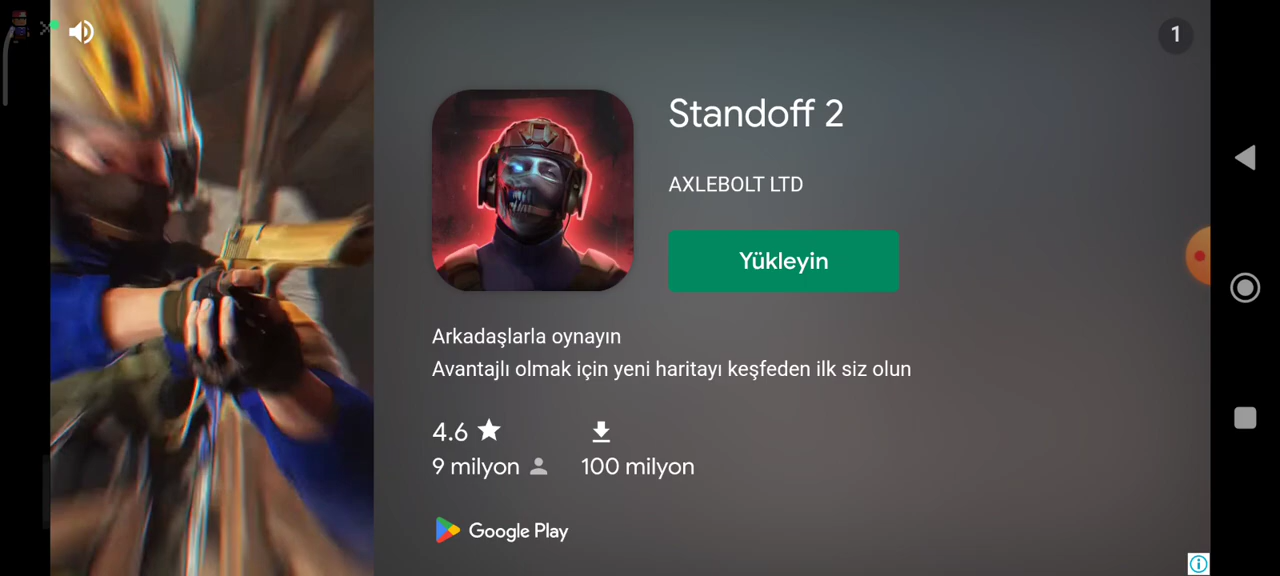 1
Standoff 2
AXLEBOLT LTD
Yükleyin
Arkadaşlarla oynayın
Avantajlı olmak için yeni haritayı keşfeden ilk siz olun
4.6
9 milyon 100 milyon
Google Play